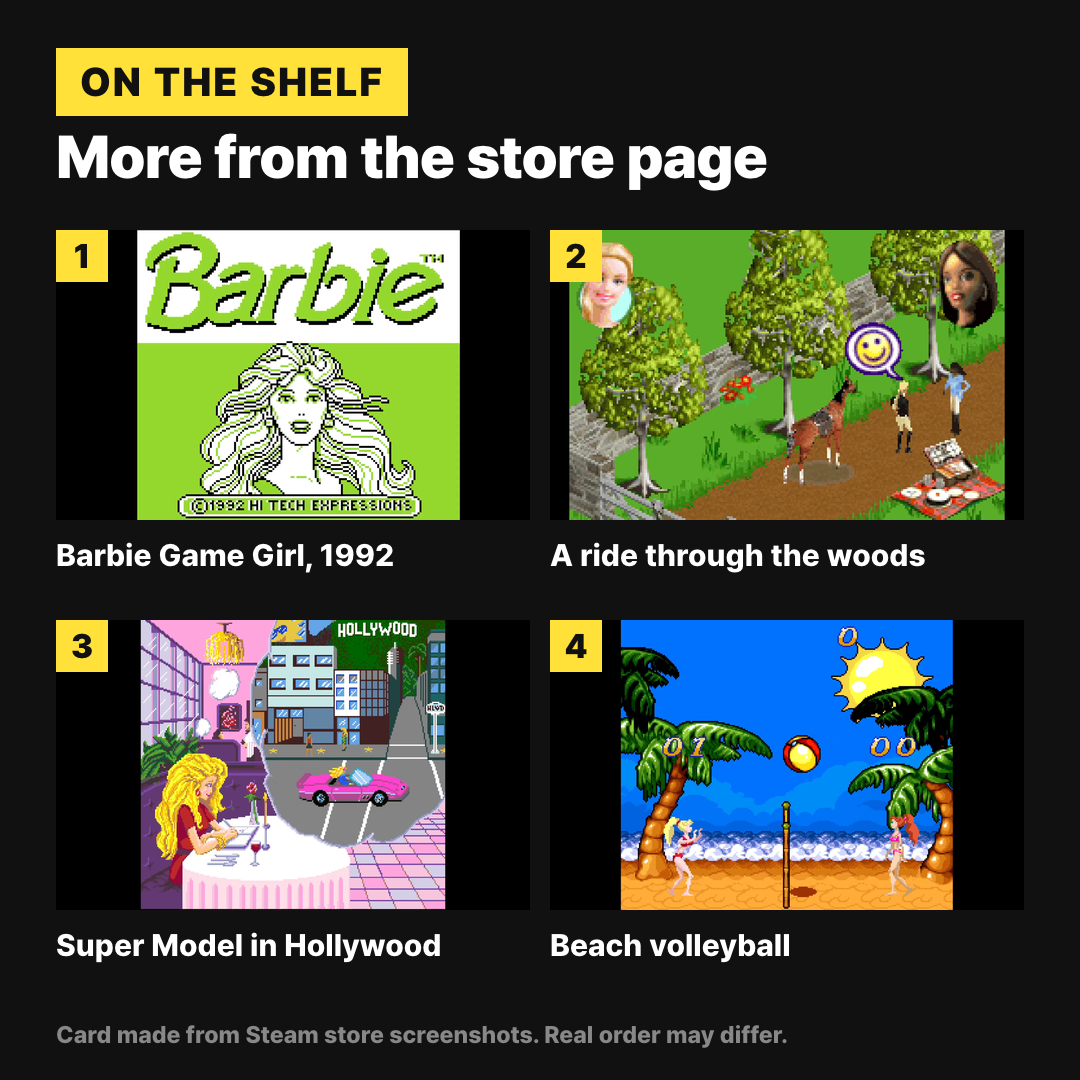 ON THE SHELF
More from the store page
1
Barbie™
©1992 HI TECH EXPRESSIONS
2
Barbie Game Girl, 1992
A ride through the woods
3
HOLLYWOOD
BLVD
4
0
01
00
Super Model in Hollywood
Beach volleyball
Card made from Steam store screenshots. Real order may differ.